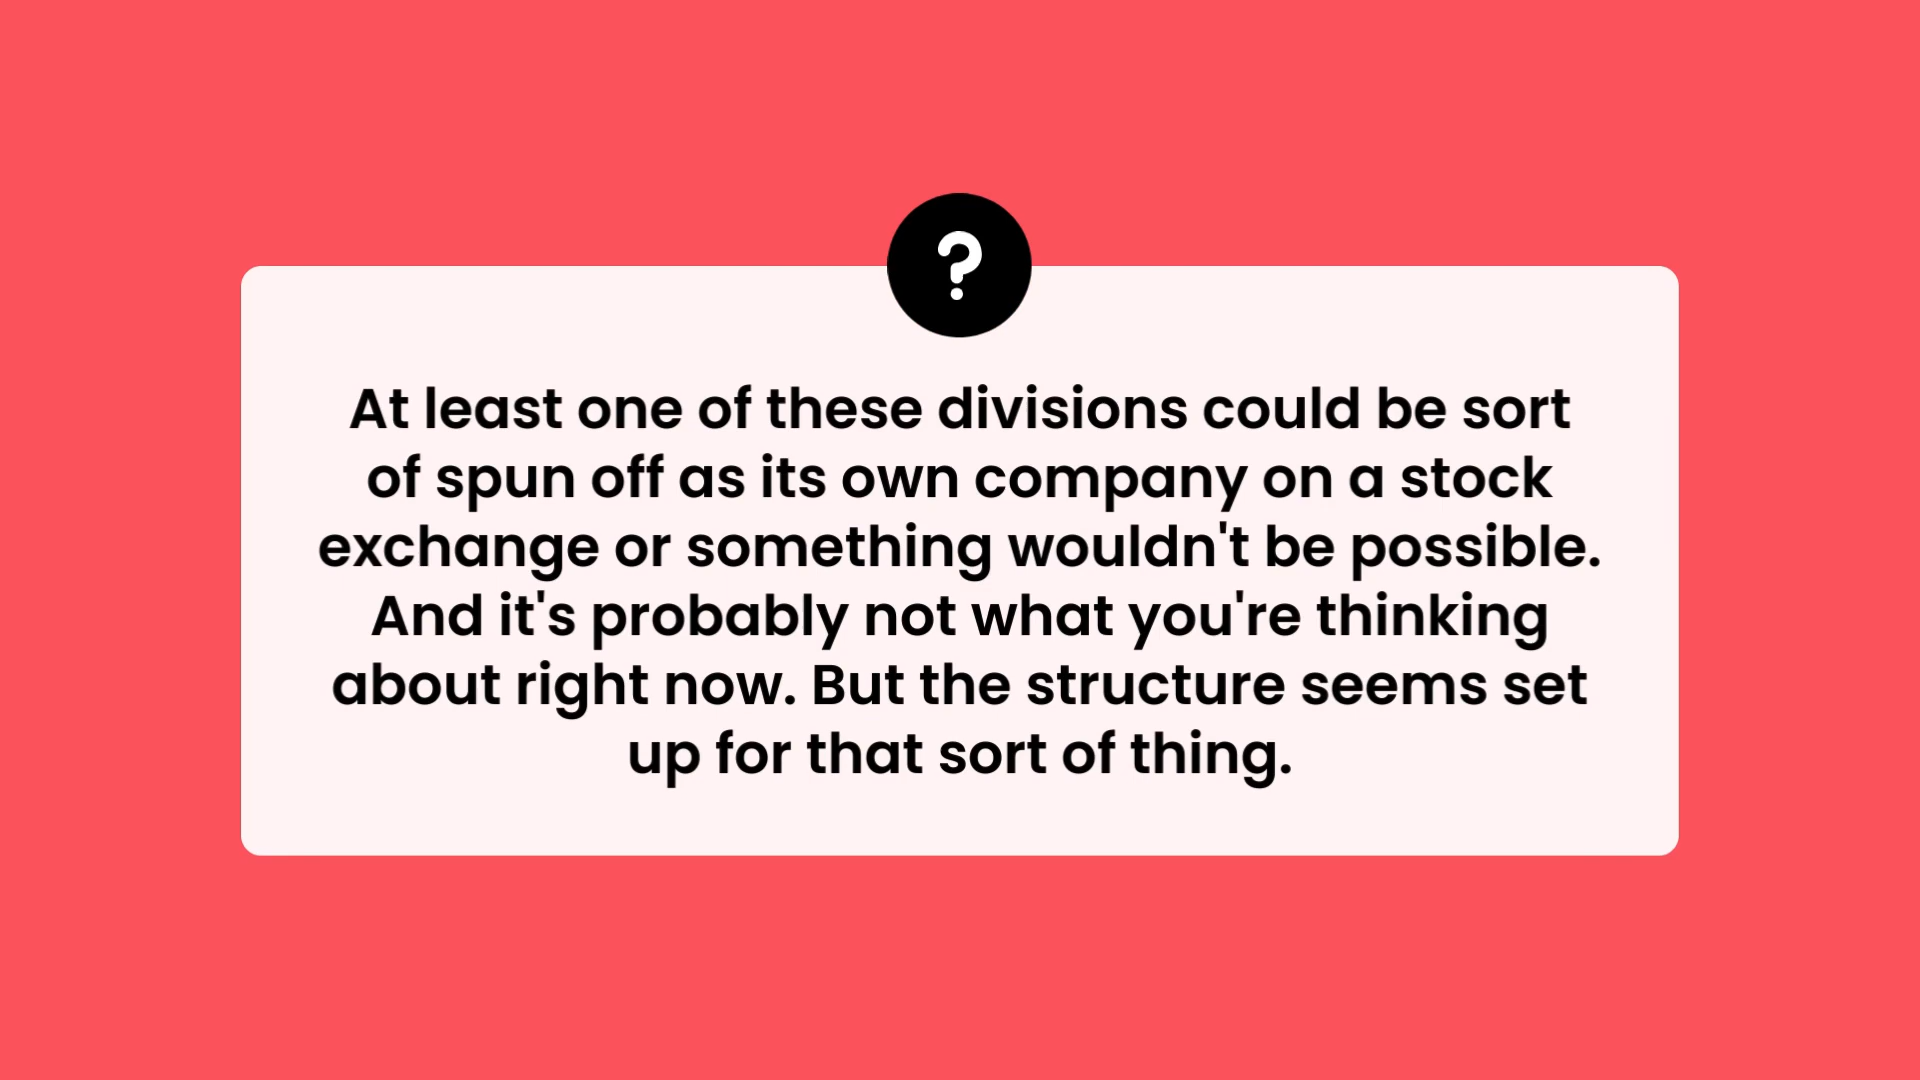 ?
At least one of these divisions could be sort
of spun off as its own company on a stock
exchange or something wouldn't be possible.
And it's probably not what you're thinking
about right now. But the structure seems set
up for that sort of thing.